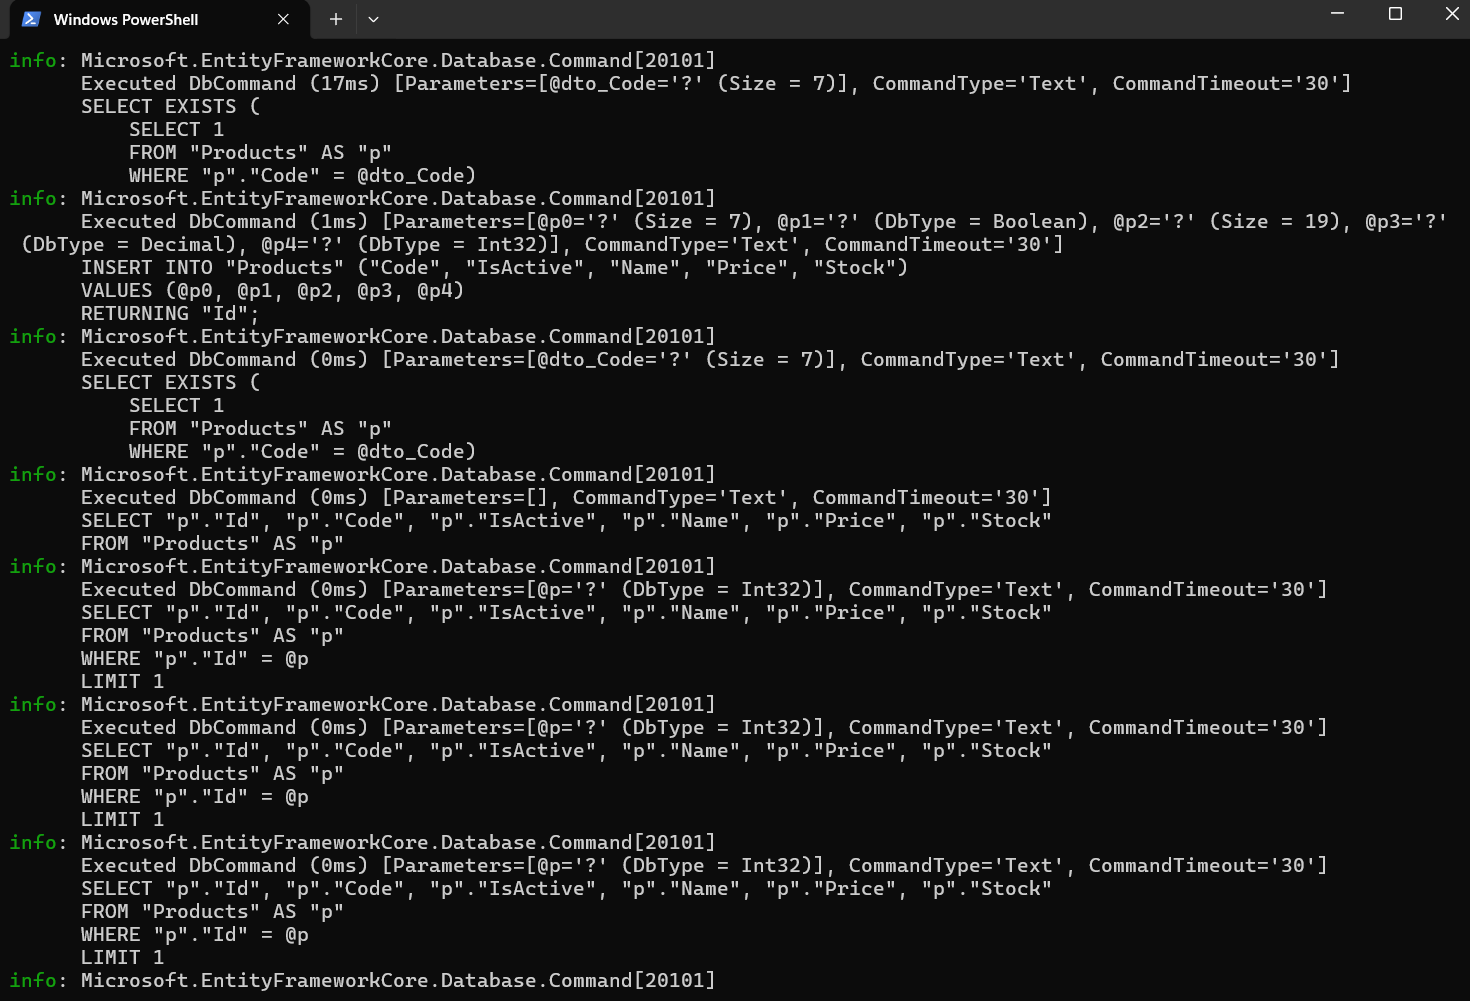 Windows PowerShell
info: Microsoft.EntityFrameworkCore.Database.Command[20101]
      Executed DbCommand (17ms) [Parameters=[@dto_Code='?' (Size = 7)], CommandType='Text', CommandTimeout='30']
      SELECT EXISTS (
          SELECT 1
          FROM "Products" AS "p"
          WHERE "p"."Code" = @dto_Code)
info: Microsoft.EntityFrameworkCore.Database.Command[20101]
      Executed DbCommand (1ms) [Parameters=[@p0='?' (Size = 7), @p1='?' (DbType = Boolean), @p2='?' (Size = 19), @p3='?'
 (DbType = Decimal), @p4='?' (DbType = Int32)], CommandType='Text', CommandTimeout='30']
      INSERT INTO "Products" ("Code", "IsActive", "Name", "Price", "Stock")
      VALUES (@p0, @p1, @p2, @p3, @p4)
      RETURNING "Id";
info: Microsoft.EntityFrameworkCore.Database.Command[20101]
      Executed DbCommand (0ms) [Parameters=[@dto_Code='?' (Size = 7)], CommandType='Text', CommandTimeout='30']
      SELECT EXISTS (
          SELECT 1
          FROM "Products" AS "p"
          WHERE "p"."Code" = @dto_Code)
info: Microsoft.EntityFrameworkCore.Database.Command[20101]
      Executed DbCommand (0ms) [Parameters=[], CommandType='Text', CommandTimeout='30']
      SELECT "p"."Id", "p"."Code", "p"."IsActive", "p"."Name", "p"."Price", "p"."Stock"
      FROM "Products" AS "p"
info: Microsoft.EntityFrameworkCore.Database.Command[20101]
      Executed DbCommand (0ms) [Parameters=[@p='?' (DbType = Int32)], CommandType='Text', CommandTimeout='30']
      SELECT "p"."Id", "p"."Code", "p"."IsActive", "p"."Name", "p"."Price", "p"."Stock"
      FROM "Products" AS "p"
      WHERE "p"."Id" = @p
      LIMIT 1
info: Microsoft.EntityFrameworkCore.Database.Command[20101]
      Executed DbCommand (0ms) [Parameters=[@p='?' (DbType = Int32)], CommandType='Text', CommandTimeout='30']
      SELECT "p"."Id", "p"."Code", "p"."IsActive", "p"."Name", "p"."Price", "p"."Stock"
      FROM "Products" AS "p"
      WHERE "p"."Id" = @p
      LIMIT 1
info: Microsoft.EntityFrameworkCore.Database.Command[20101]
      Executed DbCommand (0ms) [Parameters=[@p='?' (DbType = Int32)], CommandType='Text', CommandTimeout='30']
      SELECT "p"."Id", "p"."Code", "p"."IsActive", "p"."Name", "p"."Price", "p"."Stock"
      FROM "Products" AS "p"
      WHERE "p"."Id" = @p
      LIMIT 1
info: Microsoft.EntityFrameworkCore.Database.Command[20101]